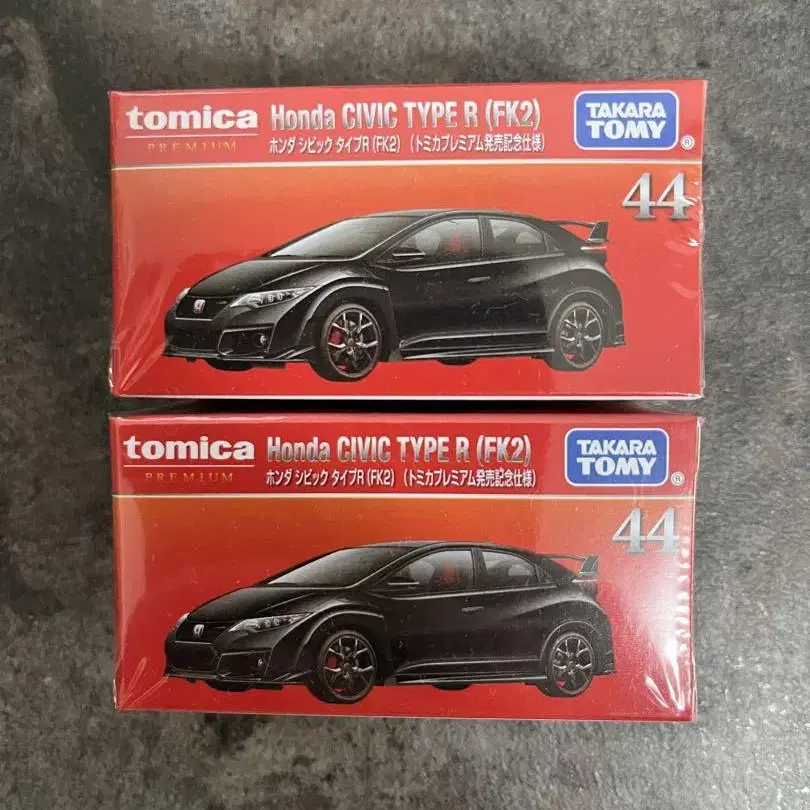 tomica
PREMIUM
Honda CIVIC TYPE R (FK2)
ホンダ シビック タイプR (FK2) (トミカプレミアム発売記念仕様)
TAKARA
TOMY
®
44
tomica
PREMIUM
Honda CIVIC TYPE R (FK2)
ホンダ シビック タイプR (FK2) (トミカプレミアム発売記念仕様)
TAKARA
TOMY
®
44